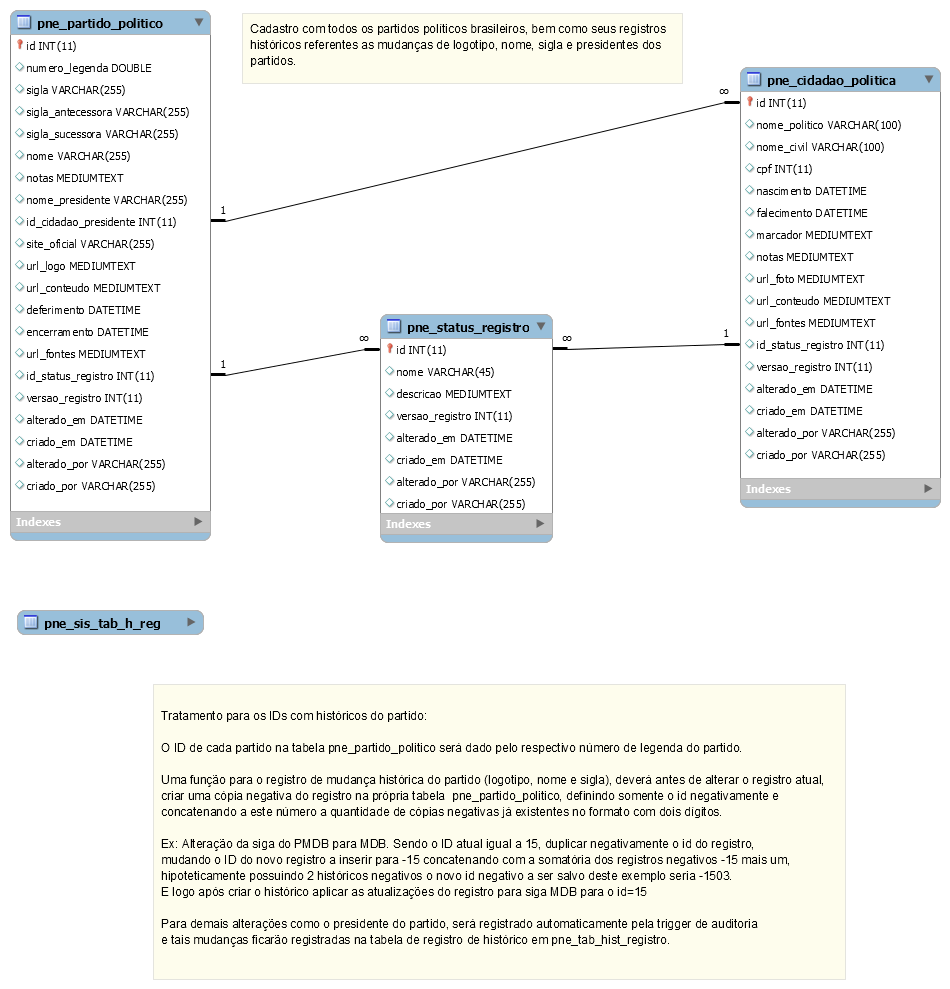 pne_partido_politico
id INT(11)
numero_legenda DOUBLE
sigla VARCHAR(255)
sigla_antecessora VARCHAR(255)
sigla_sucessora VARCHAR(255)
nome VARCHAR(255)
notas MEDIUMTEXT
nome_presidente VARCHAR(255)
id_cidadao_presidente INT(11)
site_oficial VARCHAR(255)
url_logo MEDIUMTEXT
url_conteudo MEDIUMTEXT
deferimento DATETIME
encerramento DATETIME
url_fontes MEDIUMTEXT
id_status_registro INT(11)
versao_registro INT(11)
alterado_em DATETIME
criado_em DATETIME
alterado_por VARCHAR(255)
criado_por VARCHAR(255)
Indexes
Cadastro com todos os partidos politicos brasileiros, bem como seus registros
históricos referentes as mudanças de logotipo, nome, sigla e presidentes dos
partidos.
1
∞
1
∞
∞
1
pne_status_registro
id INT(11)
nome VARCHAR(45)
descricao MEDIUMTEXT
versao_registro INT(11)
alterado_em DATETIME
criado_em DATETIME
alterado_por VARCHAR(255)
criado_por VARCHAR(255)
Indexes
pne_cidadao_politica
id INT(11)
nome_politico VARCHAR(100)
nome_civil VARCHAR(100)
cpf INT(11)
nascimento DATETIME
falecimento DATETIME
marcador MEDIUMTEXT
notas MEDIUMTEXT
url_foto MEDIUMTEXT
url_conteudo MEDIUMTEXT
url_fontes MEDIUMTEXT
id_status_registro INT(11)
versao_registro INT(11)
alterado_em DATETIME
criado_em DATETIME
alterado_por VARCHAR(255)
criado_por VARCHAR(255)
Indexes
pne_sis_tab_h_reg
Tratamento para os IDs com históricos do partido:
O ID de cada partido na tabela pne_partido_politico será dado pelo respectivo número de legenda do partido.
Uma função para o registro de mudança histórica do partido (logotipo, nome e sigla), deverá antes de alterar o registro atual,
criar uma cópia negativa do registro na própria tabela  pne_partido_politico, definindo somente o id negativamente e
concatenando a este número a quantidade de cópias negativas já existentes no formato com dois dígitos.
Ex: Alteração da siga do PMDB para MDB. Sendo o ID atual igual a 15, duplicar negativamente o id do registro,
mudando o ID do novo registro a inserir para -15 concatenando com a somatória dos registros negativos -15 mais um,
hipoteticamente possuindo 2 históricos negativos o novo id negativo a ser salvo deste exemplo seria -1503.
E logo após criar o histórico aplicar as atualizações do registro para siga MDB para o id=15
Para demais alterações como o presidente do partido, será registrado automaticamente pela trigger de auditoria
e tais mudanças ficarão registradas na tabela de registro de histórico em pne_tab_hist_registro.